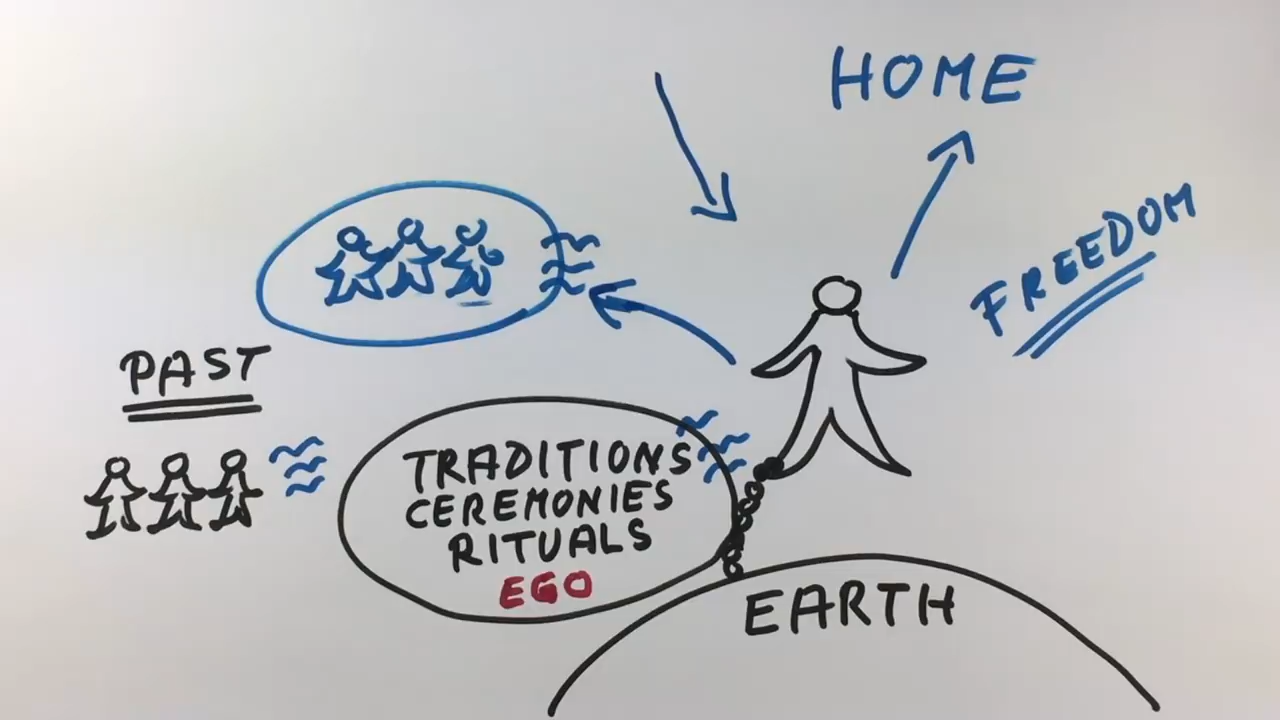 HOME
FREEDOM
PAST
TRADITIONS
CEREMONIES
RITUALS
EGO
EARTH